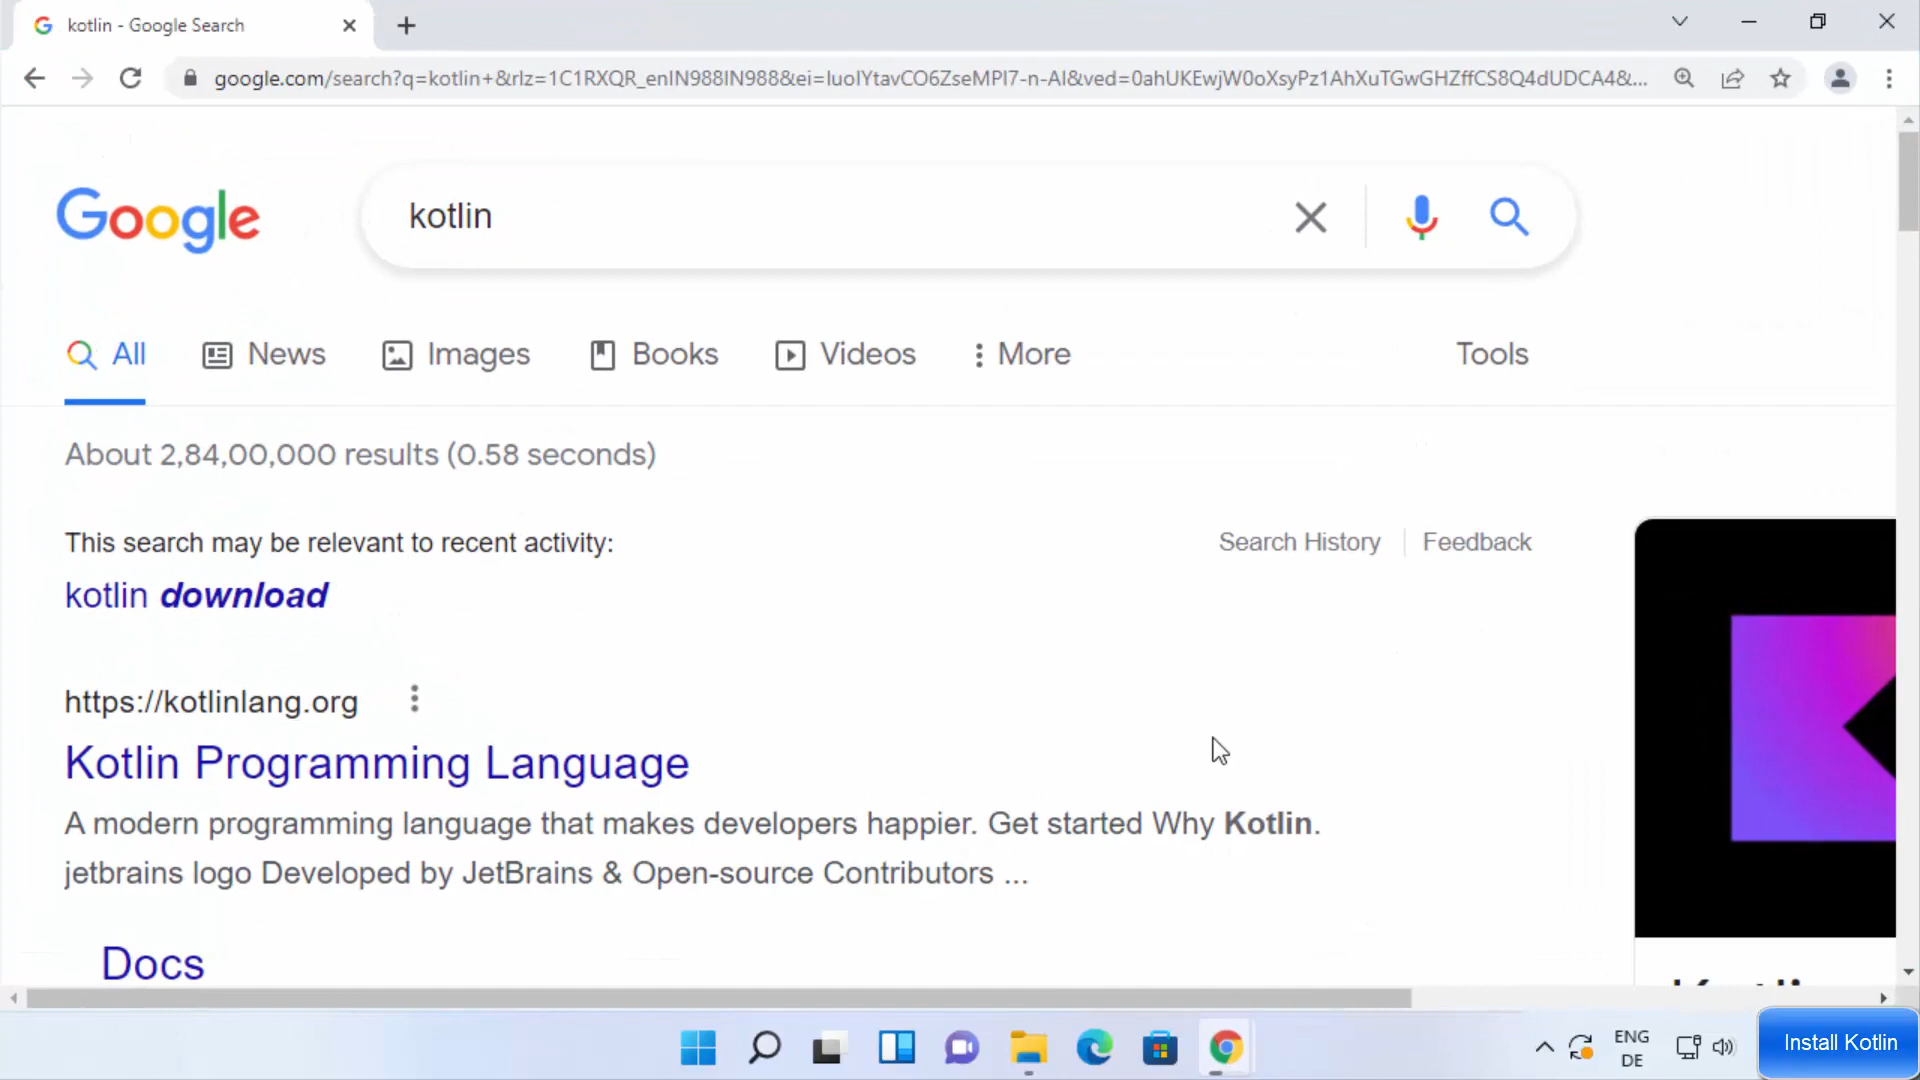 kotlin - Google Search
google.com/search?q=kotlin+&rlz=1C1RXQR_enIN988IN988&ei=IuoIYtavCO6ZseMPl7-n-AI&ved=0ahUKEwjW0oXsyPz1AhXuTGwGHZffCS8Q4dUDCA4&...
Google
kotlin
All News Images Books Videos More Tools
About 2,84,00,000 results (0.58 seconds)
This search may be relevant to recent activity: Search History Feedback
kotlin download
https://kotlinlang.org
Kotlin Programming Language
A modern programming language that makes developers happier. Get started Why Kotlin.
jetbrains logo Developed by JetBrains & Open-source Contributors ...
Docs
ENG
DE
Install Kotlin